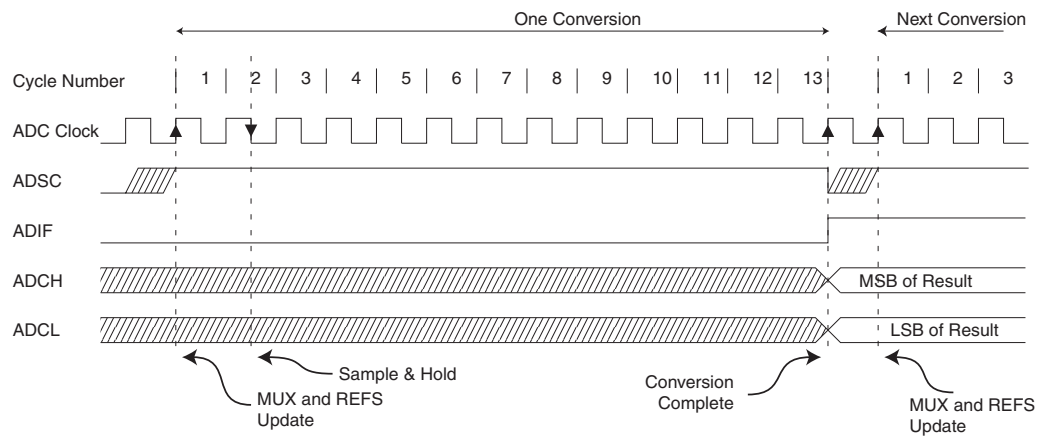 One Conversion
Next Conversion
Cycle Number 1 2 3 4 5 6 7 8 9 10 11 12 13 1 2 3
ADC Clock
ADSC
ADIF
ADCH
MSB of Result
ADCL
LSB of Result
Sample & Hold
MUX and REFS
Update
Conversion
Complete
MUX and REFS
Update